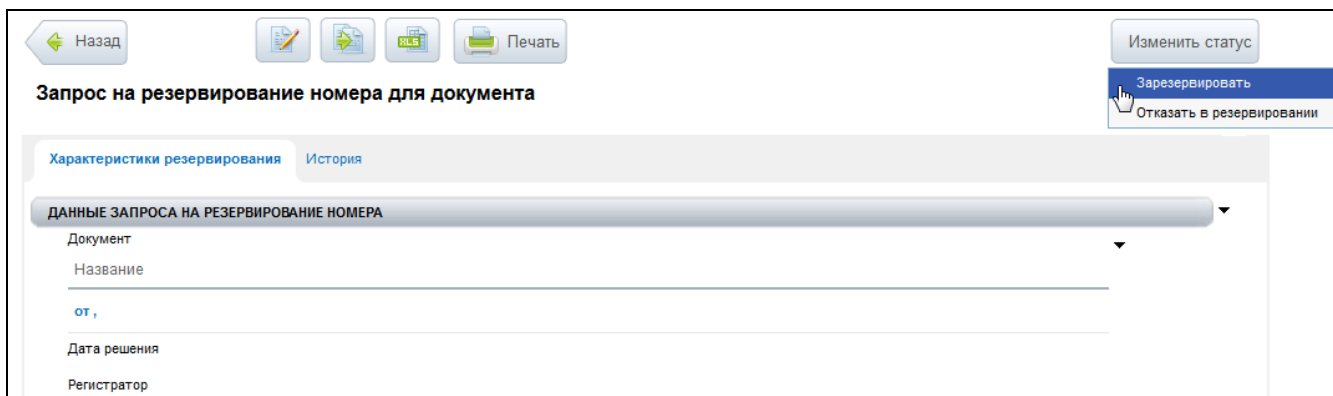 Назад
XLS
Печать
Изменить статус
Запрос на резервирование номера для документа
Зарезервировать
Отказать в резервировании
Характеристики резервирования
История
ДАННЫЕ ЗАПРОСА НА РЕЗЕРВИРОВАНИЕ НОМЕРА
Документ
Название
от ,
Дата решения
Регистратор